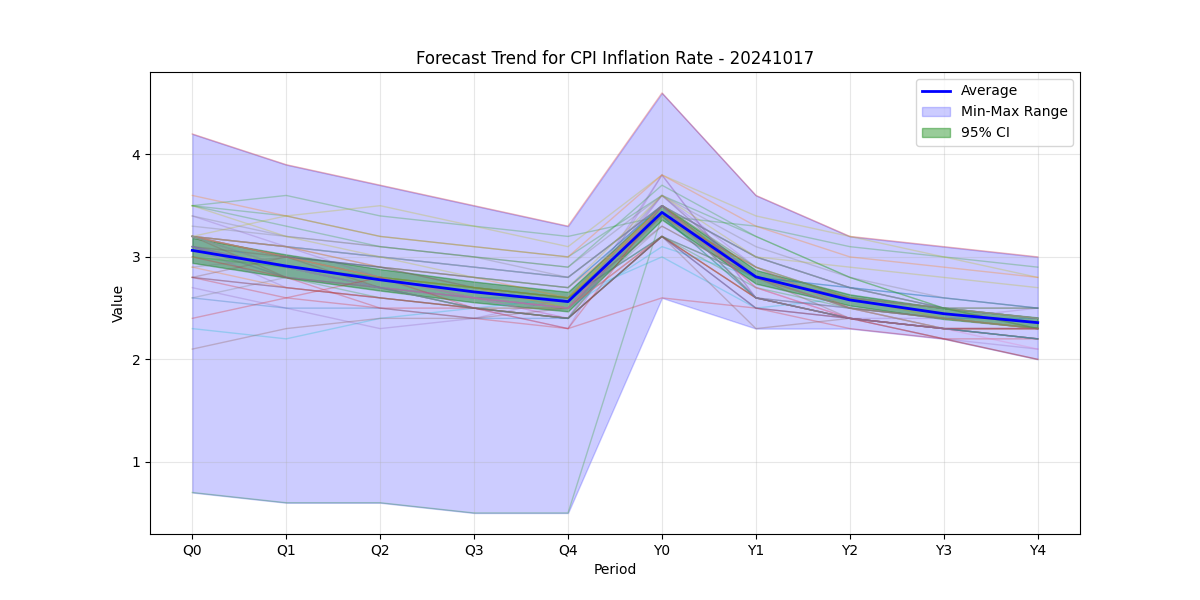 Forecast Trend for CPI Inflation Rate - 20241017
Average
Min-Max Range
95% CI
Value
4
3
2
1
Q0 Q1 Q2 Q3 Q4 Y0 Y1 Y2 Y3 Y4
Period